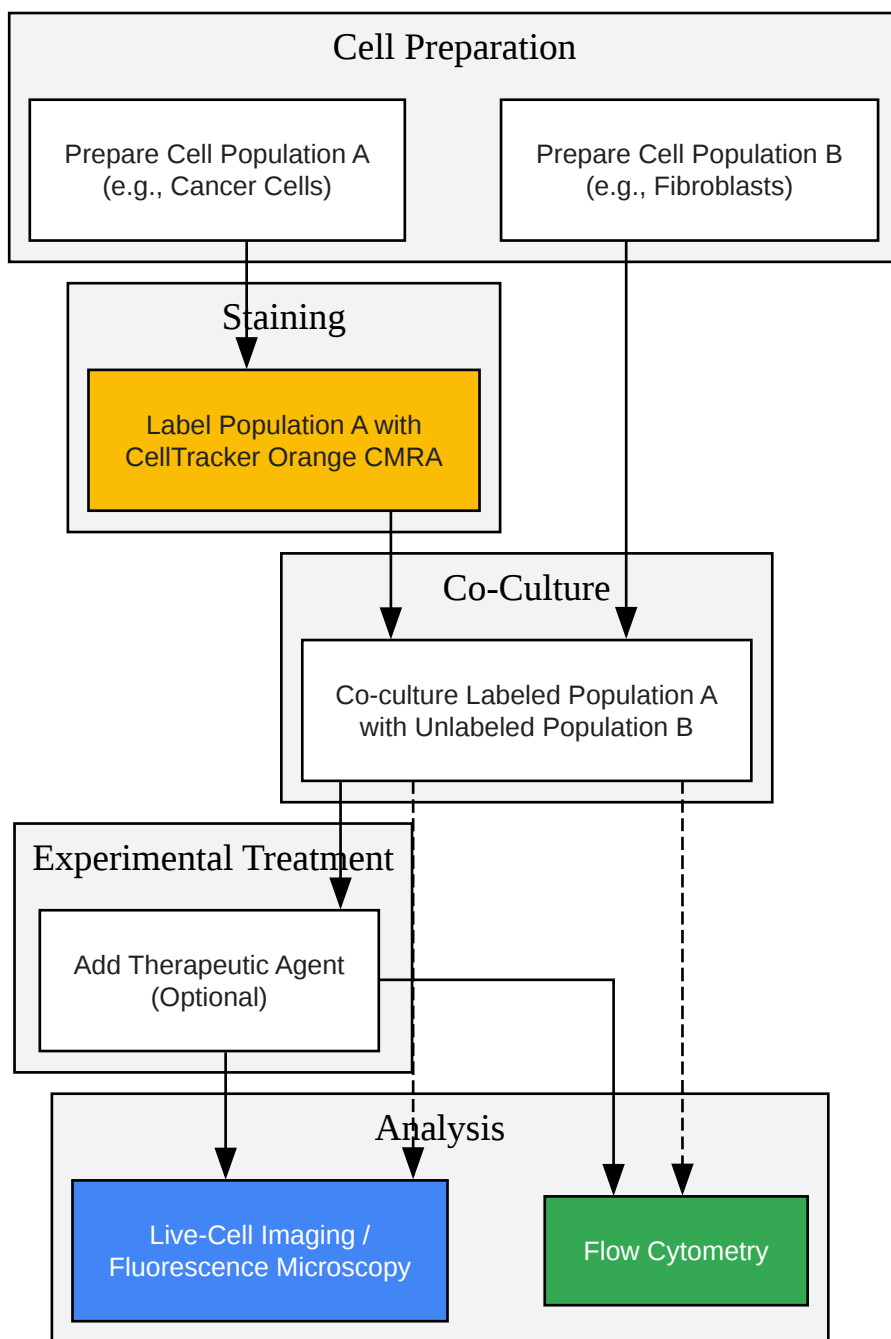 Cell Preparation
Prepare Cell Population A
(e.g., Cancer Cells)
Prepare Cell Population B
(e.g., Fibroblasts)
Staining
Label Population A with
CellTracker Orange CMRA
Co-Culture
Co-culture Labeled Population A
with Unlabeled Population B
Experimental Treatment
Add Therapeutic Agent
(Optional)
Analysis
Live-Cell Imaging /
Fluorescence Microscopy
Flow Cytometry